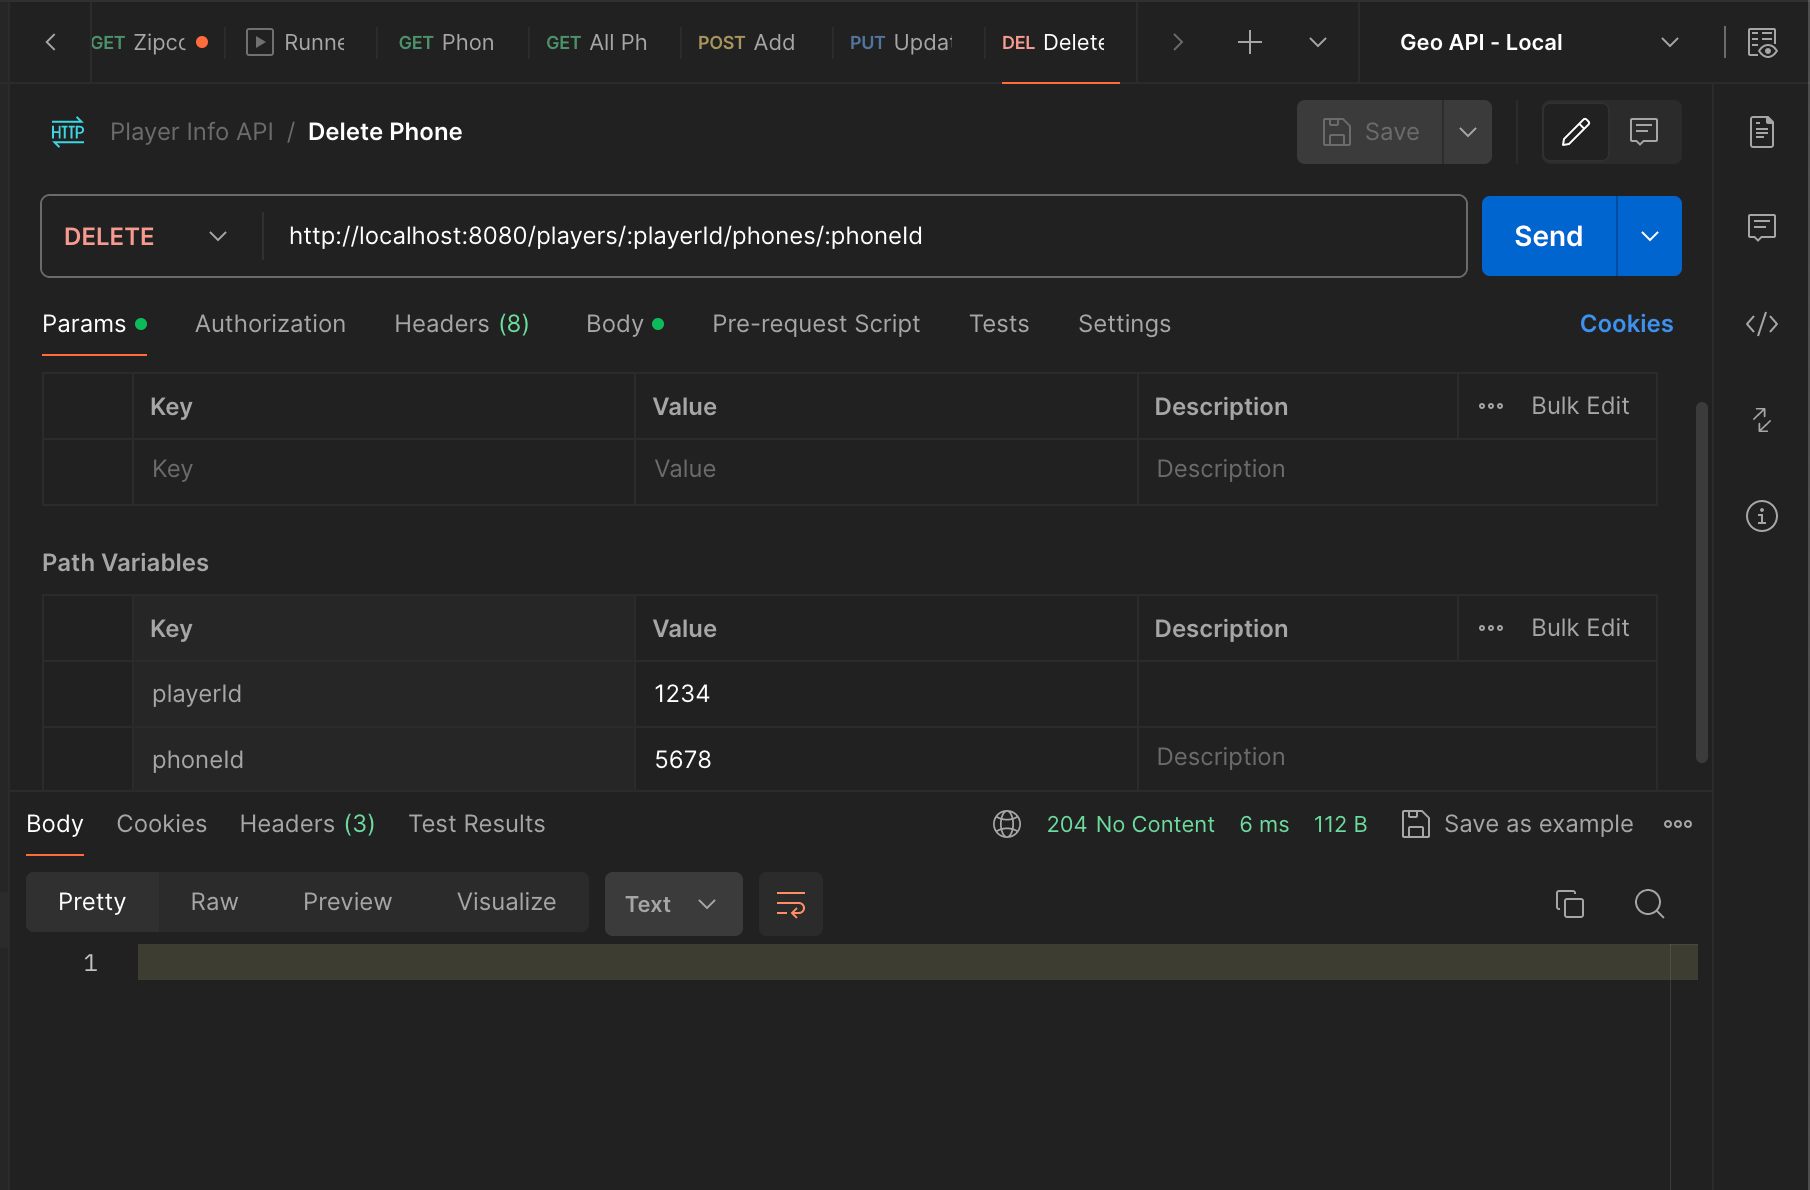 GET Zipcc Runne GET Phon GET All Ph POST Add PUT Updat DEL Delete Geo API - Local
HTTP Player Info API / Delete Phone Save
DELETE http://localhost:8080/players/:playerId/phones/:phoneId Send
Params Authorization Headers (8) Body Pre-request Script Tests Settings Cookies
Key Value Description Bulk Edit
Key Value Description
Path Variables
Key Value Description Bulk Edit
playerId 1234
phoneId 5678 Description
Body Cookies Headers (3) Test Results 204 No Content 6 ms 112 B Save as example
Pretty Raw Preview Visualize Text
1